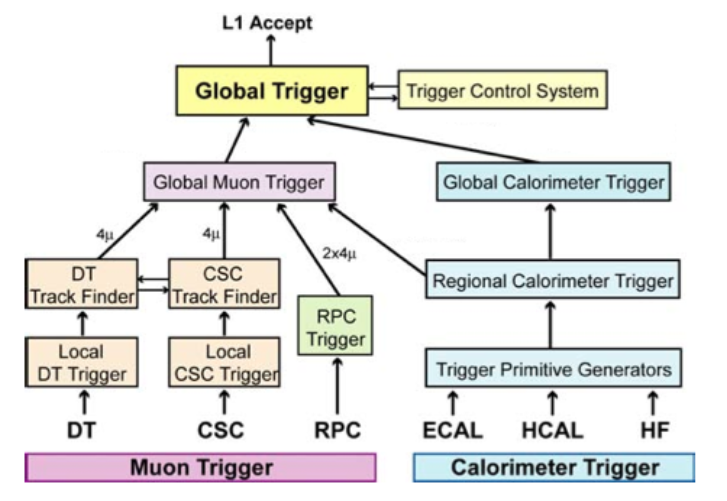 L1 Accept
Global Trigger
Trigger Control System
Global Muon Trigger
Global Calorimeter Trigger
4μ
4μ
2x4μ
DT
Track Finder
CSC
Track Finder
Regional Calorimeter Trigger
RPC
Trigger
Local
DT Trigger
Local
CSC Trigger
Trigger Primitive Generators
DT
CSC
RPC
ECAL
HCAL
HF
Muon Trigger
Calorimeter Trigger